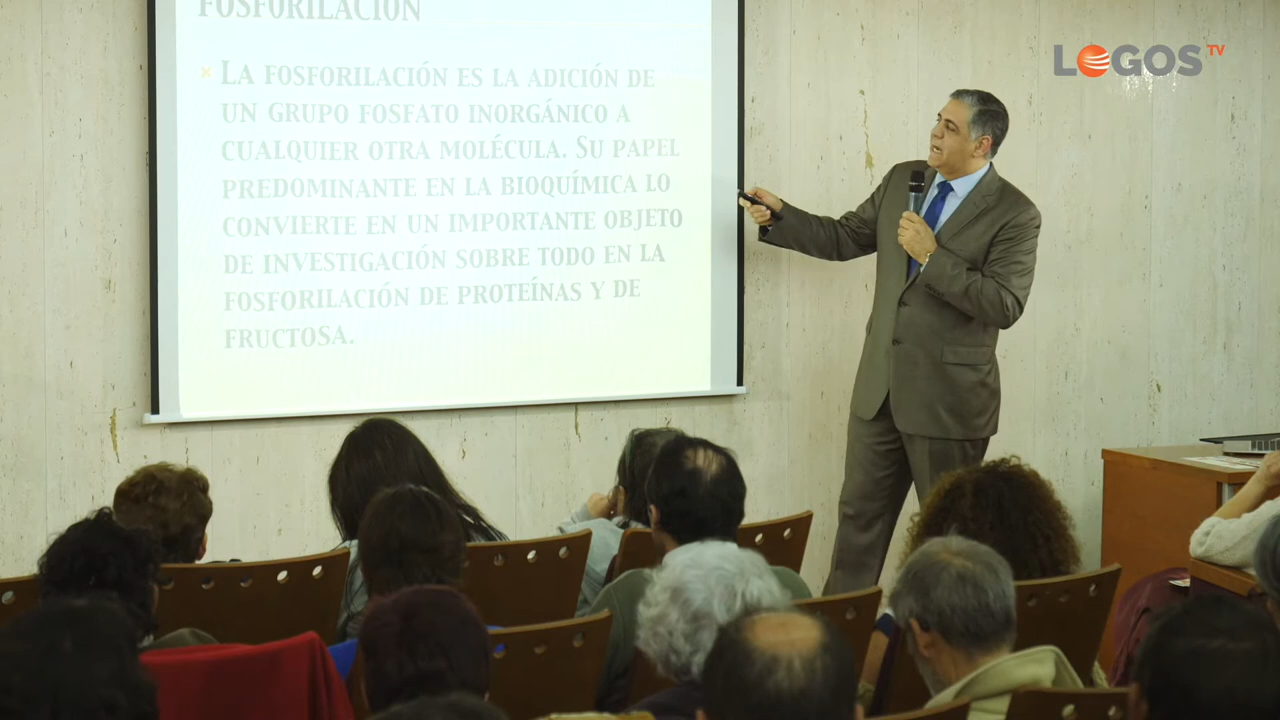 FOSFORILACIÓN
LA FOSFORILACIÓN ES LA ADICIÓN DE
UN GRUPO FOSFATO INORGÁNICO A
CUALQUIER OTRA MOLÉCULA. SU PAPEL
PREDOMINANTE EN LA BIOQUÍMICA LO
CONVIERTE EN UN IMPORTANTE OBJETO
DE INVESTIGACIÓN SOBRE TODO EN LA
FOSFORILACIÓN DE PROTEÍNAS Y DE
FRUCTOSA.
LOGOS TV